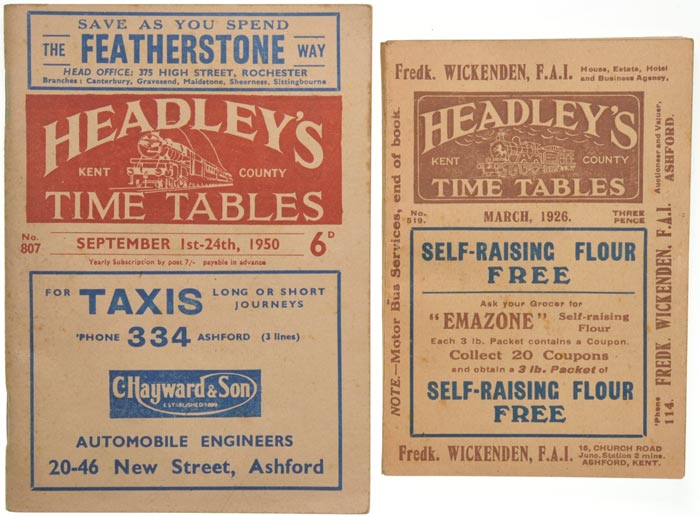 SAVE AS YOU SPEND
THE FEATHERSTONE WAY
HEAD OFFICE: 375 HIGH STREET, ROCHESTER
Branches: Canterbury, Gravesend, Maidstone, Sheerness, Sittingbourne
HEADLEY'S
KENT COUNTY
TIME TABLES
No. 807
SEPTEMBER 1st-24th, 1950
6D
Yearly Subscription by post 7/- payable in advance
FOR TAXIS LONG OR SHORT JOURNEYS
'PHONE 334 ASHFORD (3 lines)
C. Hayward & Son
ESTABLISHED 1899
AUTOMOBILE ENGINEERS
20-46 New Street, Ashford
Fredk. WICKENDEN, F.A.I.
House, Estate, Hotel
and Business Agency,
NOTE.—Motor Bus Services, end of book.
HEADLEY'S
KENT COUNTY
TIME TABLES
No. 519.
MARCH, 1926.
THREE PENCE
SELF-RAISING FLOUR
FREE
Ask your Grocer for
"EMAZONE" Self-raising Flour
Each 3 lb. Packet contains a Coupon.
Collect 20 Coupons
and obtain a 3 lb. Packet of
SELF-RAISING FLOUR
FREE
Auctioneer and Valuer,
ASHFORD.
FREDK. WICKENDEN, F.A.I.
'Phone 114.
Fredk. WICKENDEN, F.A.I.
16, CHURCH ROAD
Junc. Station 2 mins.
ASHFORD, KENT.